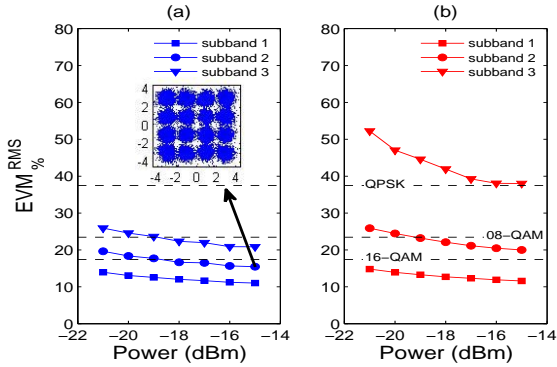 (a)
(b)
EVM%RMS
80
70
60
50
40
30
20
10
0
subband 1
subband 2
subband 3
4
2
0
−2
−4
−4 −2 0 2 4
−22 −20 −18 −16 −14
Power (dBm)
80
70
60
50
40
30
20
10
0
subband 1
subband 2
subband 3
QPSK
08−QAM
16−QAM
−22 −20 −18 −16 −14
Power (dBm)